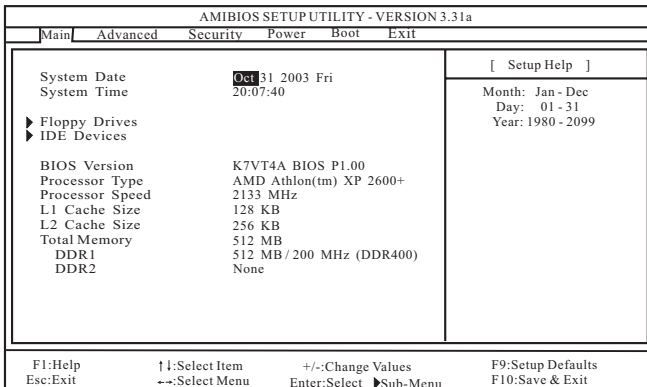 AMIBIOS SETUP UTILITY - VERSION 3.31a
Main Advanced Security Power Boot Exit
System Date Oct 31 2003 Fri
System Time 20:07:40
Floppy Drives
IDE Devices
BIOS Version K7VT4A BIOS P1.00
Processor Type AMD Athlon(tm) XP 2600+
Processor Speed 2133 MHz
L1 Cache Size 128 KB
L2 Cache Size 256 KB
Total Memory 512 MB
DDR1 512 MB / 200 MHz (DDR400)
DDR2 None
[ Setup Help ]
Month: Jan - Dec
Day: 01 - 31
Year: 1980 - 2099
F1:Help ↑↓:Select Item +/-:Change Values F9:Setup Defaults
Esc:Exit ←→:Select Menu Enter:Select ▶Sub-Menu F10:Save & Exit